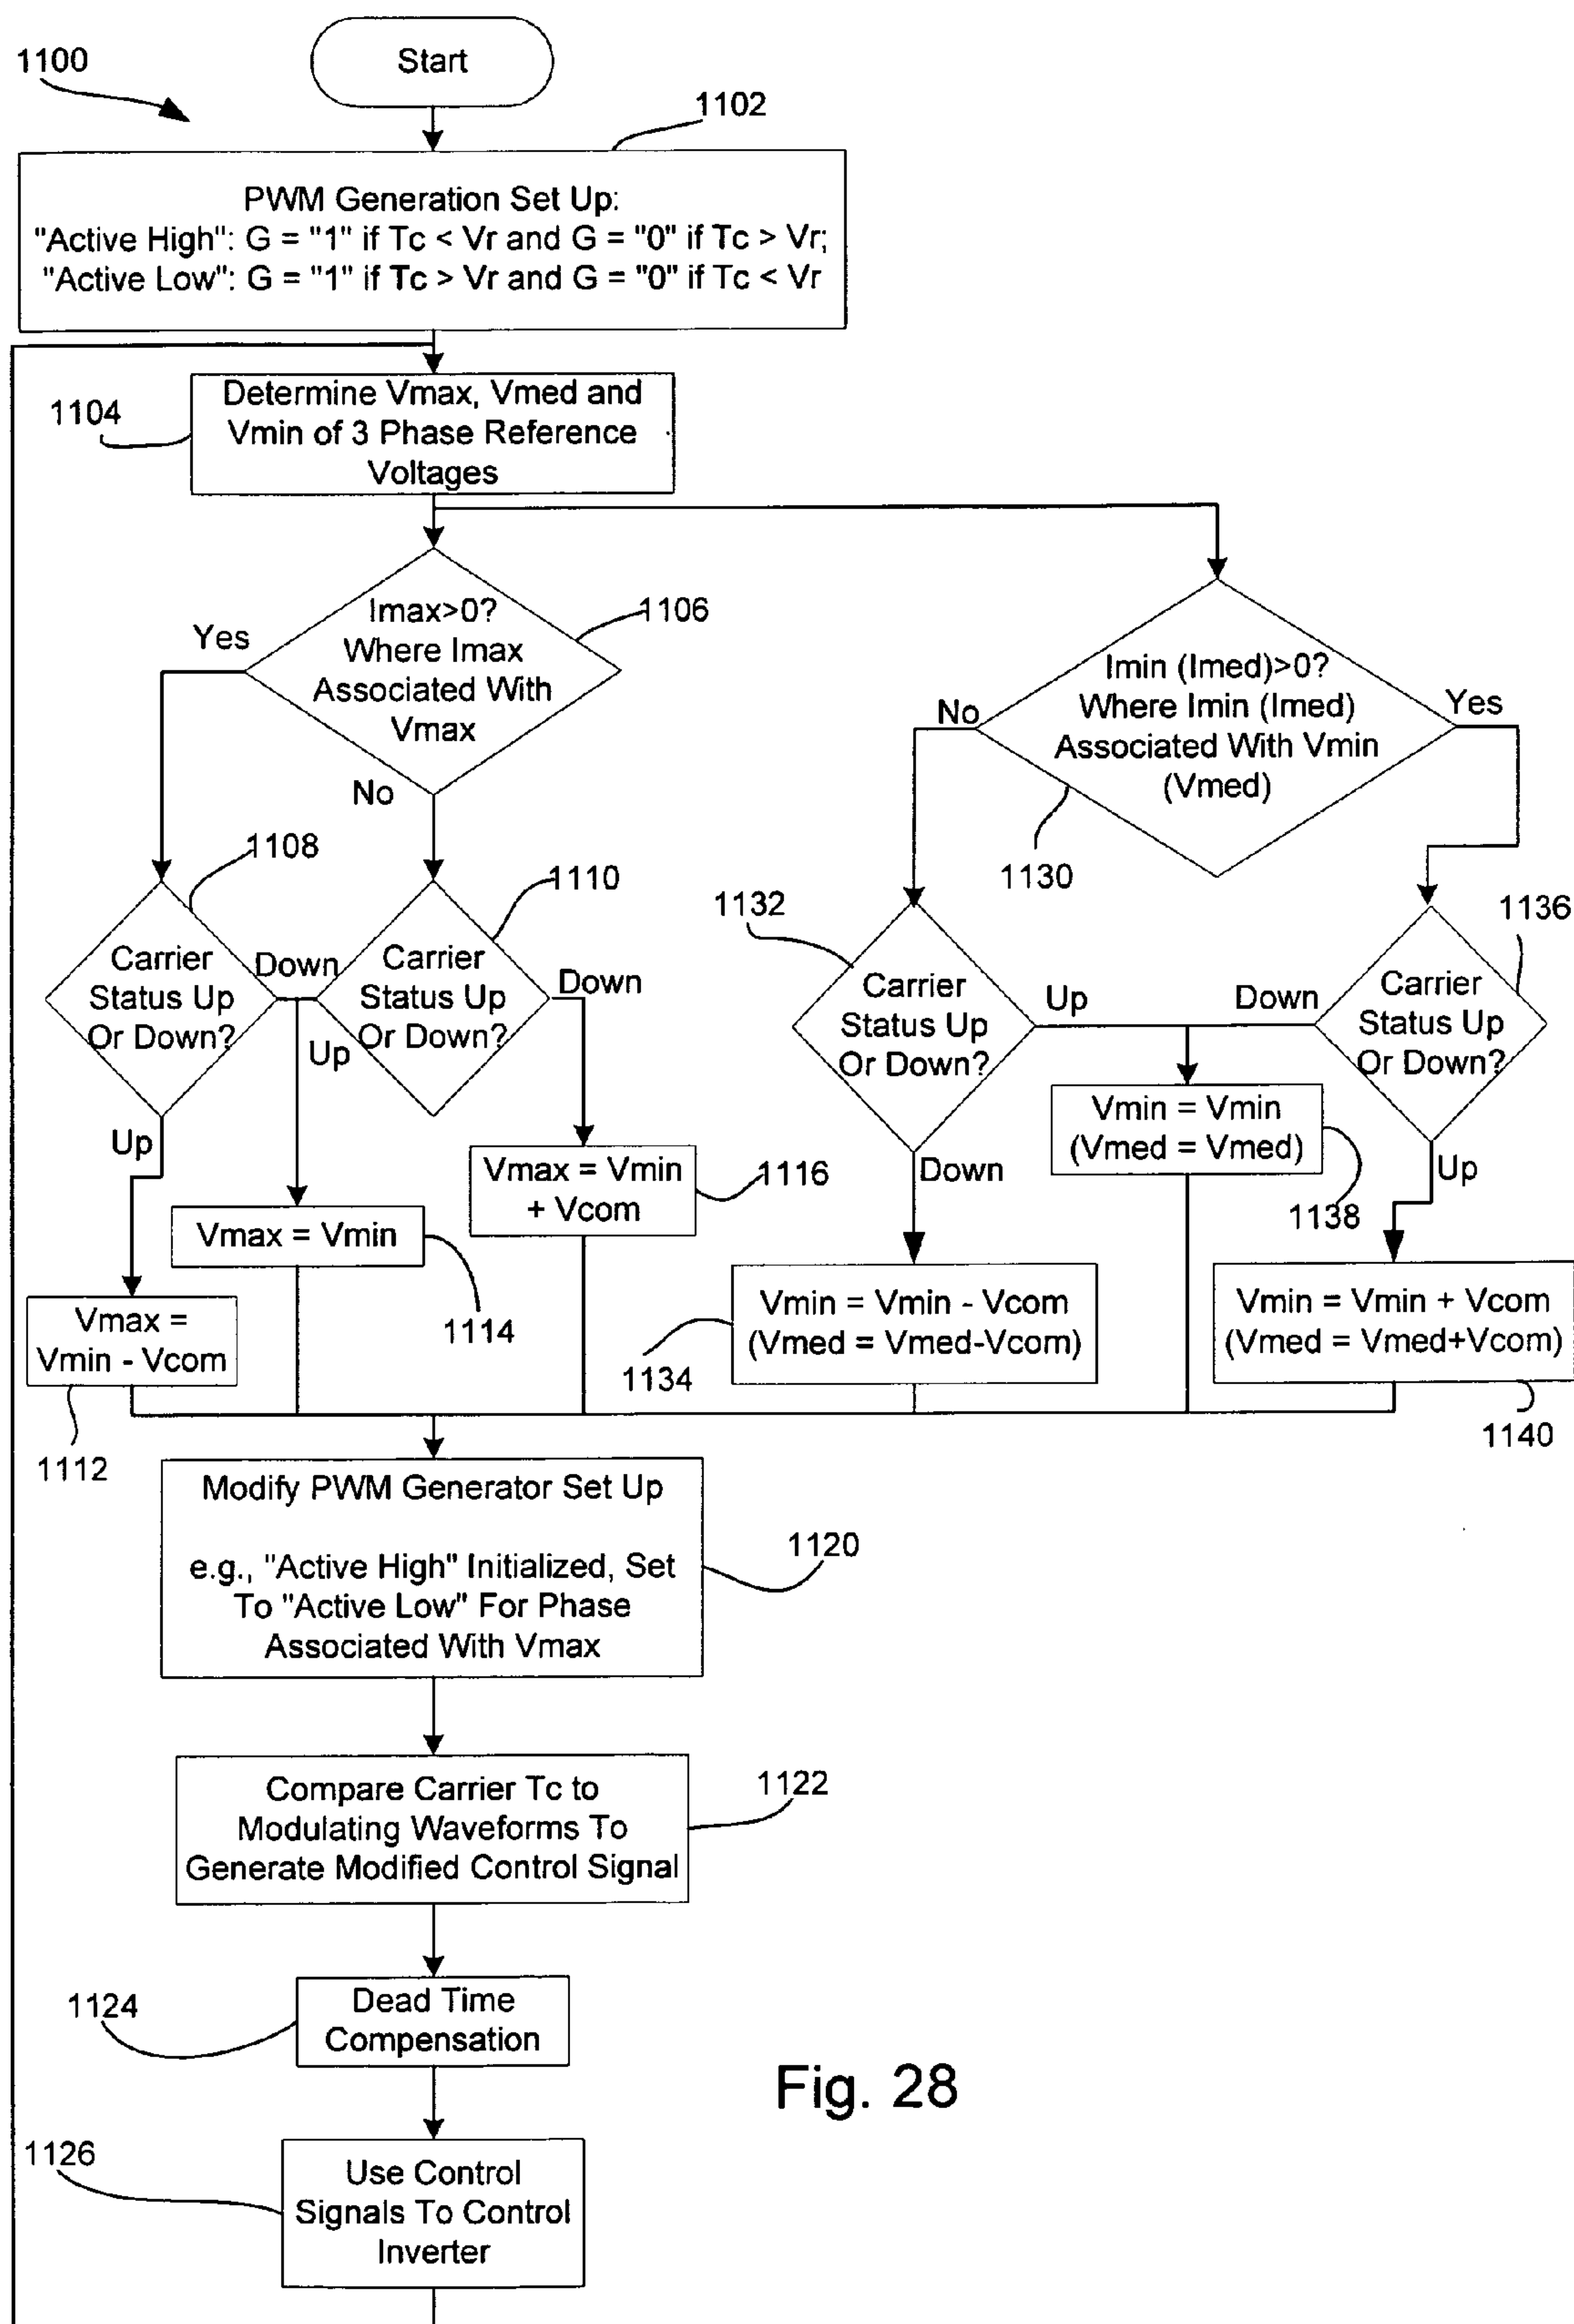 1100
Start
1102
PWM Generation Set Up:
"Active High": G = "1" if Tc < Vr and G = "0" if Tc > Vr;
"Active Low": G = "1" if Tc > Vr and G = "0" if Tc < Vr
1104
Determine Vmax, Vmed and
Vmin of 3 Phase Reference
Voltages
1106
Imax>0?
Where Imax
Associated With
Vmax
Yes
No
Imin (Imed)>0?
Where Imin (Imed)
Associated With Vmin
(Vmed)
No
Yes
1130
1108
Carrier
Status Up
Or Down?
Down
Up
1110
Carrier
Status Up
Or Down?
Up
Down
1132
Carrier
Status Up
Or Down?
Up
Down
1136
Carrier
Status Up
Or Down?
Down
Up
Vmin = Vmin
(Vmed = Vmed)
1138
Vmax = Vmin
+ Vcom
1116
Vmax = Vmin
1114
Vmax =
Vmin - Vcom
1112
Vmin = Vmin - Vcom
(Vmed = Vmed-Vcom)
1134
Vmin = Vmin + Vcom
(Vmed = Vmed+Vcom)
1140
Modify PWM Generator Set Up
e.g., "Active High" Initialized, Set
To "Active Low" For Phase
Associated With Vmax
1120
Compare Carrier Tc to
Modulating Waveforms To
Generate Modified Control Signal
1122
1124
Dead Time
Compensation
Fig. 28
1126
Use Control
Signals To Control
Inverter